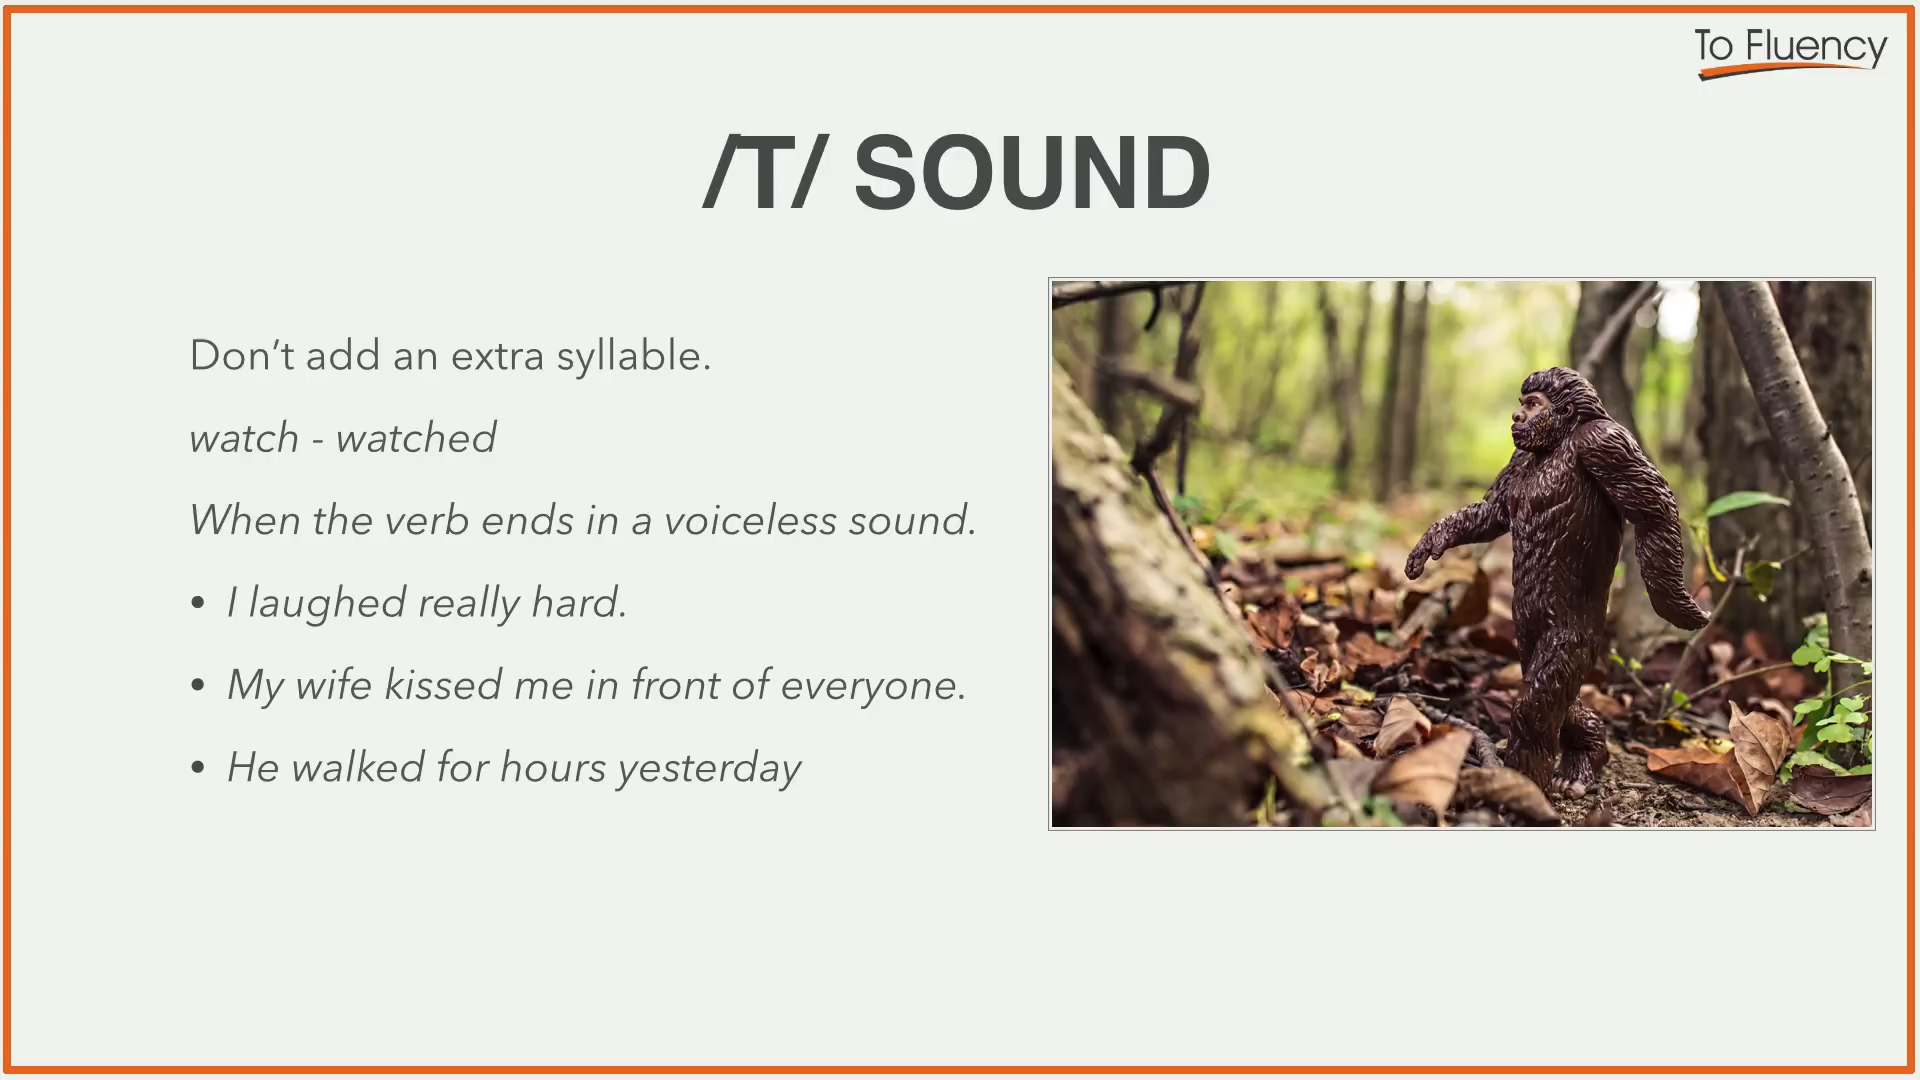 To Fluency
/T/ SOUND
Don’t add an extra syllable.
watch - watched
When the verb ends in a voiceless sound.
• I laughed really hard.
• My wife kissed me in front of everyone.
• He walked for hours yesterday